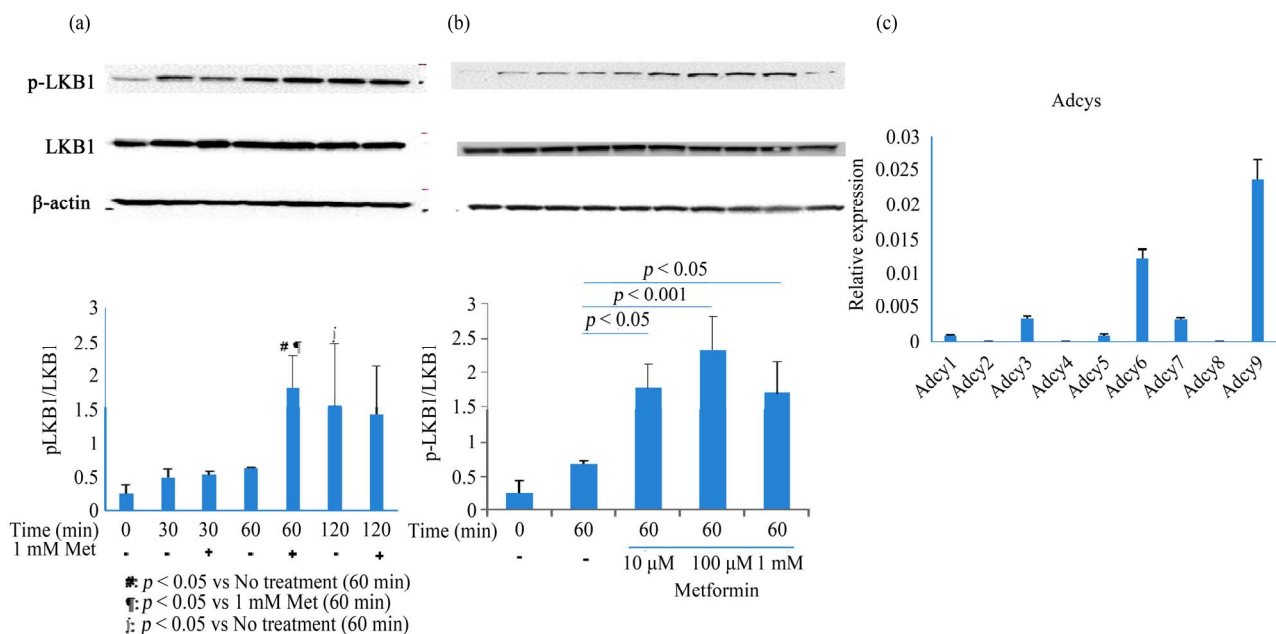 (a)
p-LKB1
LKB1
β-actin
pLKB1/LKB1
3
2.5
2
1.5
1
0.5
0
# ¶
j
Time (min) 0 30 30 60 60 120 120
1 mM Met - - + - + - +
#: p < 0.05 vs No treatment (60 min)
¶: p < 0.05 vs 1 mM Met (60 min)
j: p < 0.05 vs No treatment (60 min)
(b)
p < 0.05
p < 0.001
p < 0.05
p-LKB1/LKB1
3
2.5
2
1.5
1
0.5
0
Time (min) 0 60 60 60 60
- - 10 μM 100 μM 1 mM
Metformin
(c)
Adcys
Relative expression
0.03
0.025
0.02
0.015
0.01
0.005
0
Adcy1 Adcy2 Adcy3 Adcy4 Adcy5 Adcy6 Adcy7 Adcy8 Adcy9